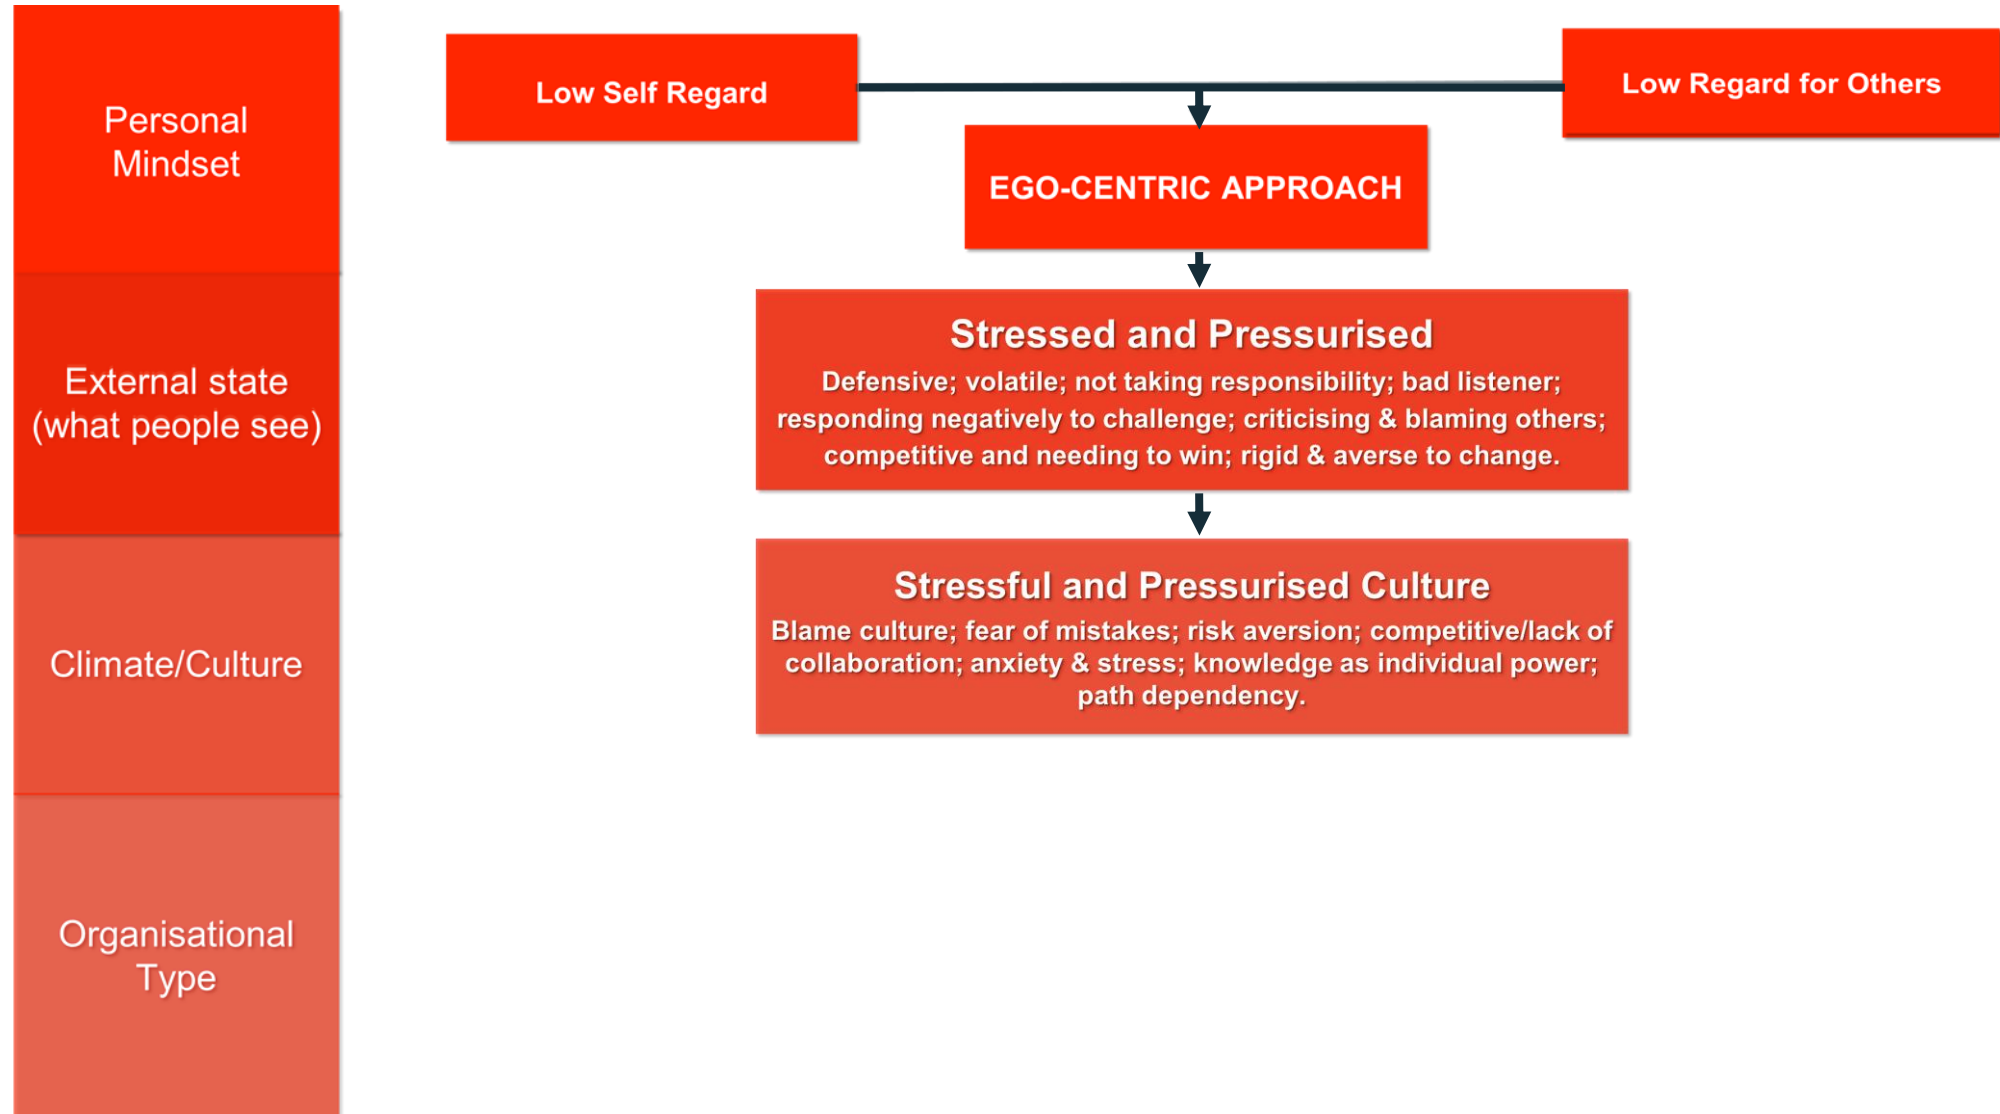 Personal
Mindset
Low Self Regard
Low Regard for Others
EGO-CENTRIC APPROACH
External state
(what people see)
Stressed and Pressurised
Defensive; volatile; not taking responsibility; bad listener;
responding negatively to challenge; criticising & blaming others;
competitive and needing to win; rigid & averse to change.
Climate/Culture
Stressful and Pressurised Culture
Blame culture; fear of mistakes; risk aversion; competitive/lack of
collaboration; anxiety & stress; knowledge as individual power;
path dependency.
Organisational
Type